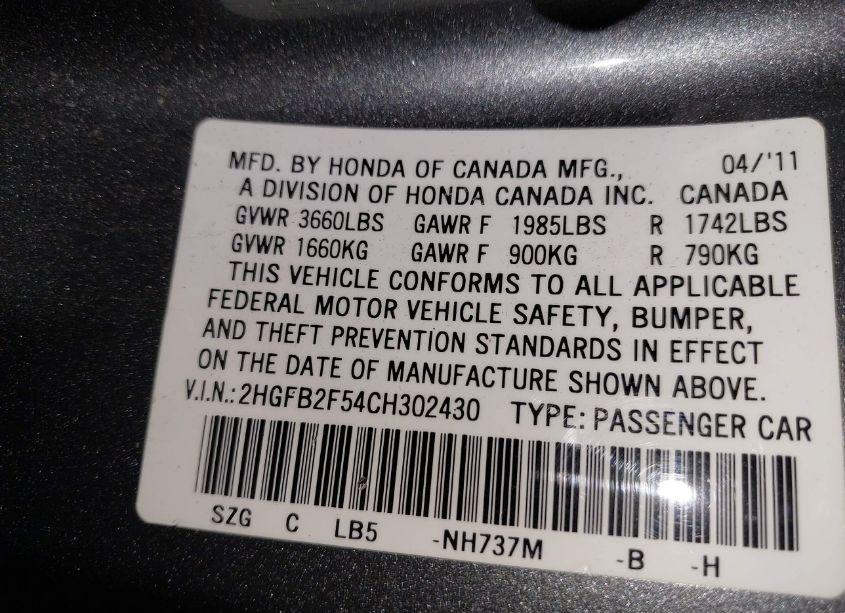 MFD. BY HONDA OF CANADA MFG., 04/'11
A DIVISION OF HONDA CANADA INC. CANADA
GVWR 3660LBS GAWR F 1985LBS R 1742LBS
GVWR 1660KG GAWR F 900KG R 790KG
THIS VEHICLE CONFORMS TO ALL APPLICABLE
FEDERAL MOTOR VEHICLE SAFETY, BUMPER,
AND THEFT PREVENTION STANDARDS IN EFFECT
ON THE DATE OF MANUFACTURE SHOWN ABOVE.
V.I.N.: 2HGFB2F54CH302430 TYPE: PASSENGER CAR
SZG C LB5 -NH737M -B -H